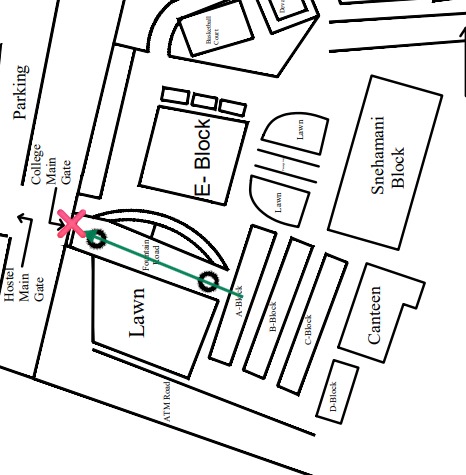 Basketball
Court
Parking
College
Main
Gate
E- Block
Lawn
Lawn
Snehamani
Block
Hostel
Main
Gate
Fountain
Road
Lawn
A-Block
B-Block
C-Block
Canteen
D-Block
ATM Road